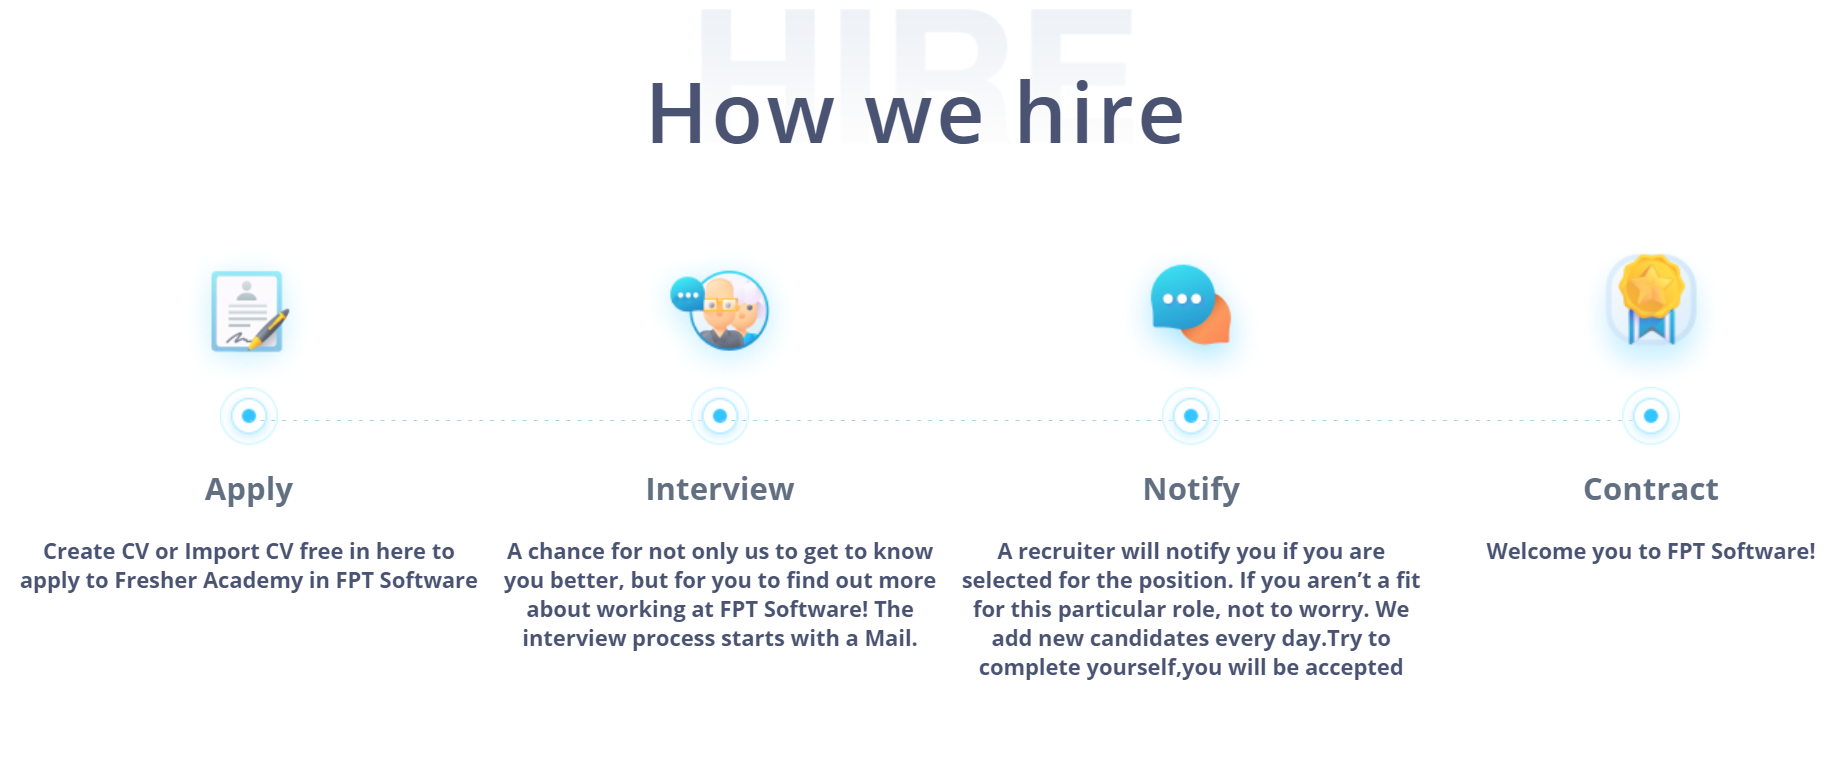 HIRE
How we hire
Apply
Create CV or Import CV free in here to
apply to Fresher Academy in FPT Software
Interview
A chance for not only us to get to know
you better, but for you to find out more
about working at FPT Software! The
interview process starts with a Mail.
Notify
A recruiter will notify you if you are
selected for the position. If you aren’t a fit
for this particular role, not to worry. We
add new candidates every day.Try to
complete yourself,you will be accepted
Contract
Welcome you to FPT Software!